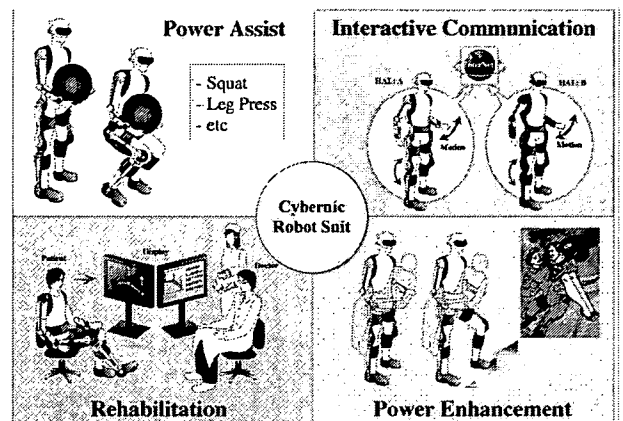 Power Assist
- Squat
- Leg Press
- etc
Interactive Communication
HAL: A
HAL: B
Motion
Motion
Cybernic
Robot Suit
Patient
Display
Doctor
Rehabilitation
Power Enhancement